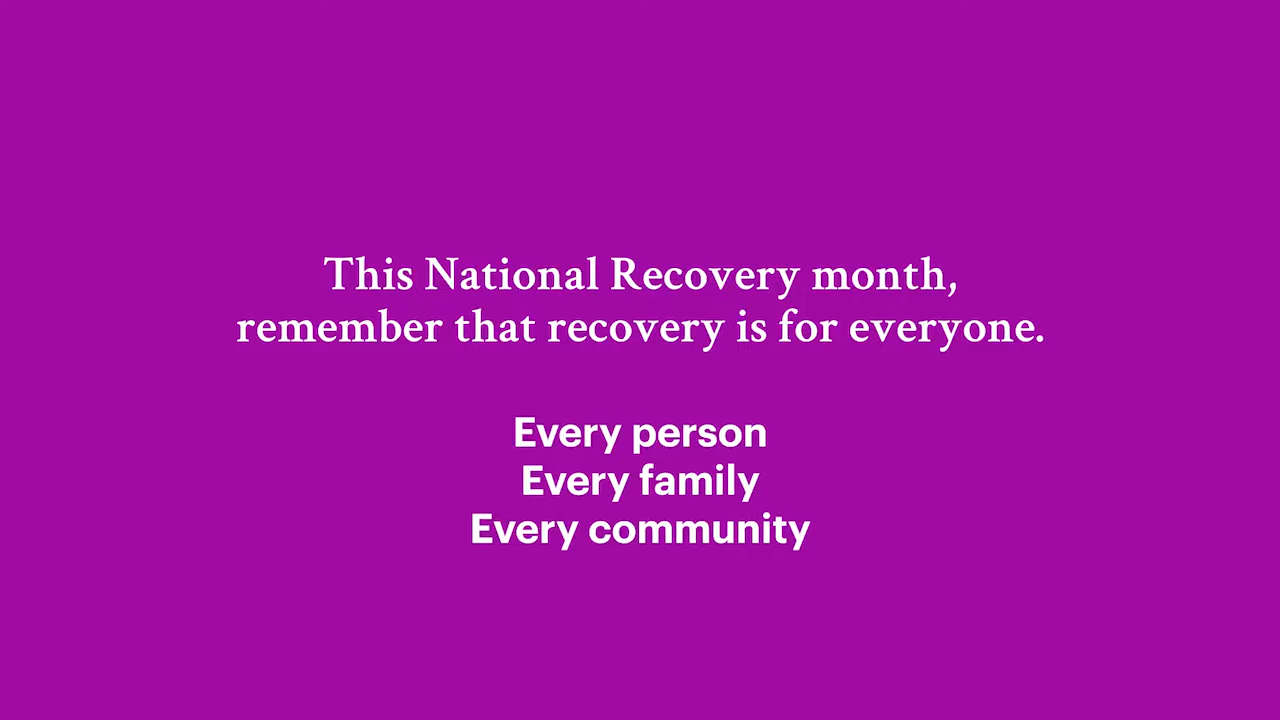 This National Recovery month,
remember that recovery is for everyone.
Every person
Every family
Every community